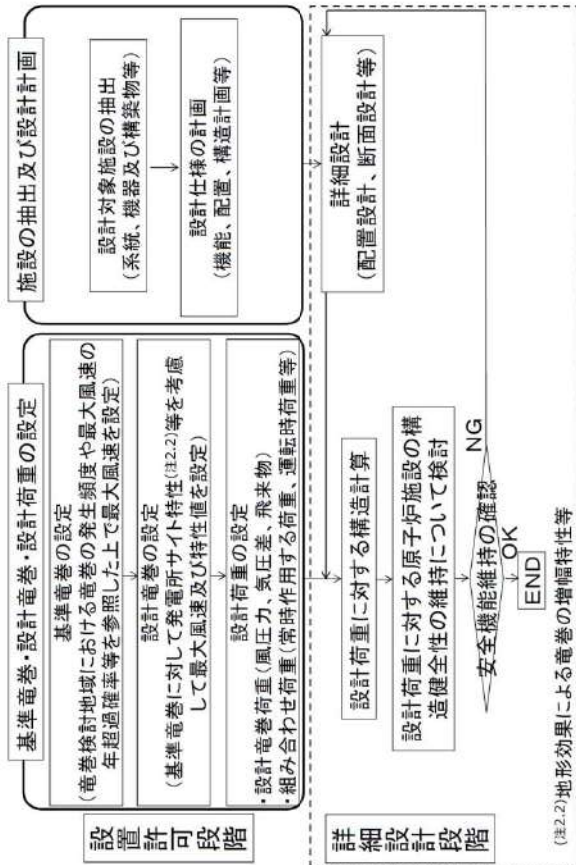 設置許可段階
基準竜巻・設計竜巻・設計荷重の設定
基準竜巻の設定
(竜巻検討地域における竜巻の発生頻度や最大風速の
年超過確率等を参照した上で最大風速を設定)
設計竜巻の設定
(基準竜巻に対して発電所サイト特性(注2.2)等を考慮
して最大風速及び特性値を設定)
設計荷重の設定
・設計竜巻荷重(風圧力、気圧差、飛来物)
・組み合わせ荷重(常時作用する荷重、運転時荷重等)
施設の抽出及び設計計画
設計対象施設の抽出
(系統、機器及び構築物等)
設計仕様の計画
(機能、配置、構造計画等)
詳細設計段階
設計荷重に対する構造計算
設計荷重に対する原子炉施設の構
造健全性の維持について検討
安全機能維持の確認
NG
OK
END
詳細設計
(配置設計、断面設計等)
(注2.2)地形効果による竜巻の増幅特性等